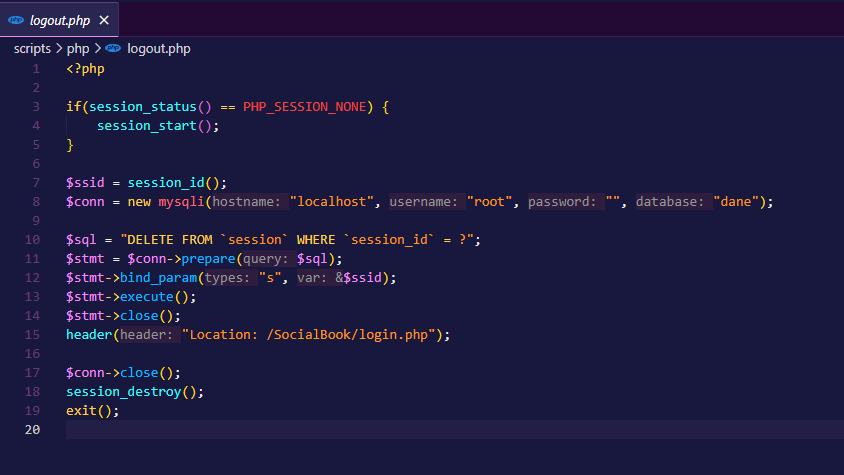 php logout.php ×
scripts > php > php logout.php
1 <?php
2
3 if(session_status() == PHP_SESSION_NONE) {
4     session_start();
5 }
6
7 $ssid = session_id();
8 $conn = new mysqli(hostname: "localhost", username: "root", password: "", database: "dane");
9
10 $sql = "DELETE FROM `session` WHERE `session_id` = ?";
11 $stmt = $conn->prepare(query: $sql);
12 $stmt->bind_param(types: "s", var: &$ssid);
13 $stmt->execute();
14 $stmt->close();
15 header(header: "Location: /SocialBook/login.php");
16
17 $conn->close();
18 session_destroy();
19 exit();
20